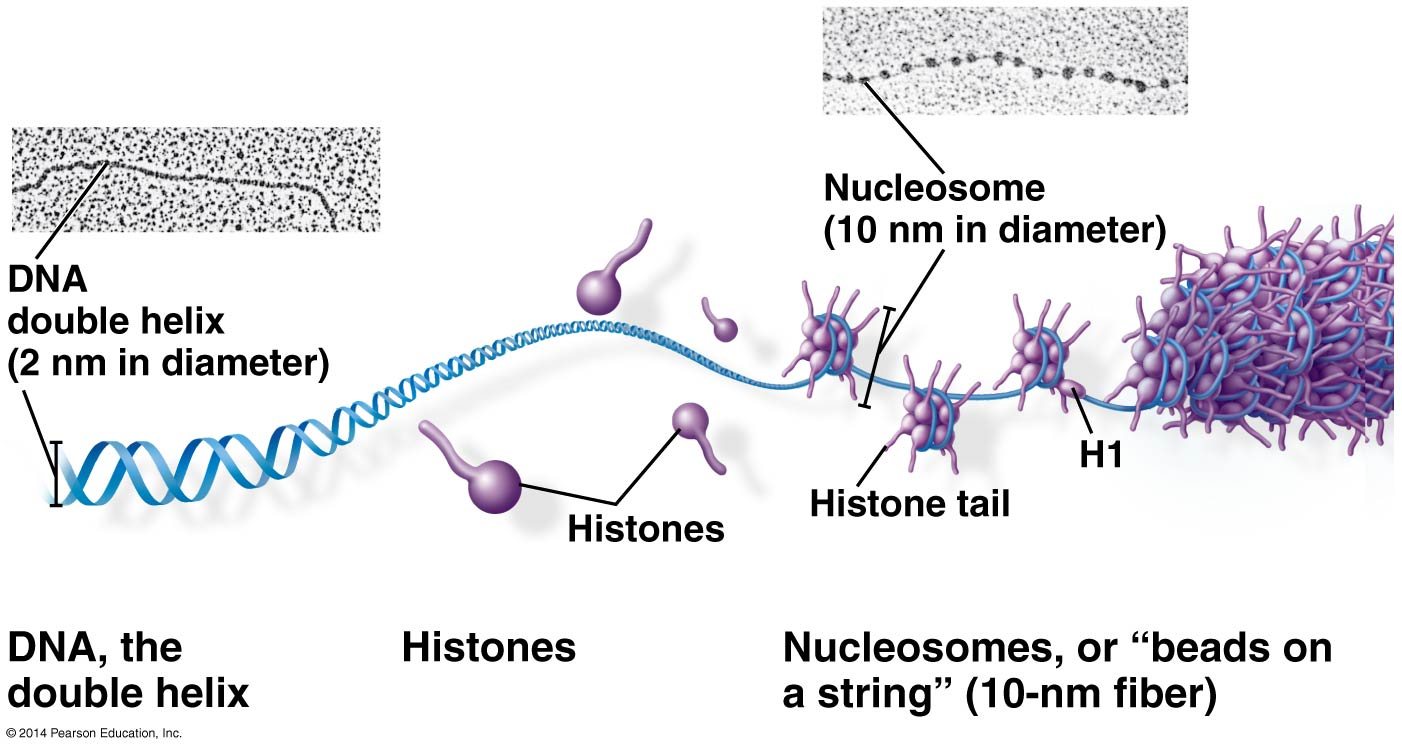 DNA
double helix
(2 nm in diameter)
Nucleosome
(10 nm in diameter)
Histones
Histone tail
H1
DNA, the
double helix
Histones
Nucleosomes, or “beads on
a string” (10-nm fiber)
© 2014 Pearson Education, Inc.